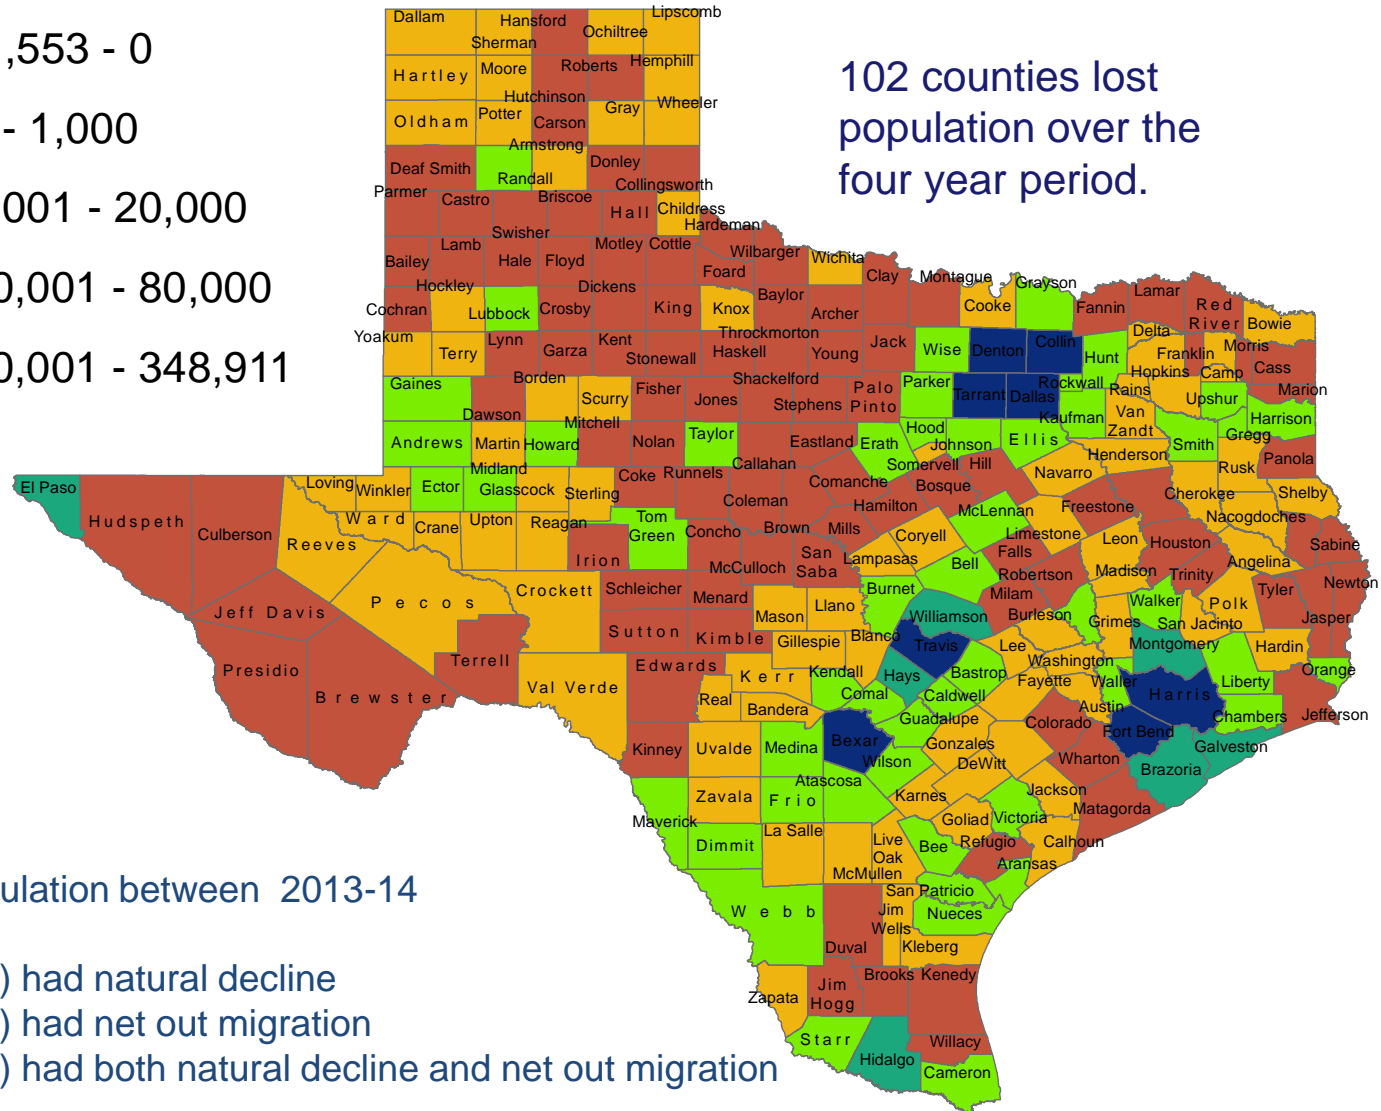 ,553 - 0
- 1,000
001 - 20,000
0,001 - 80,000
0,001 - 348,911
102 counties lost
population over the
four year period.
Dallam
Sherman
Hansford
Ochiltree
Lipscomb
Hartley
Moore
Hutchinson
Roberts
Hemphill
Oldham
Potter
Carson
Gray
Wheeler
Deaf Smith
Randall
Armstrong
Donley
Collingsworth
Parmer
Castro
Swisher
Briscoe
Hall
Childress
Hardeman
Bailey
Lamb
Hale
Floyd
Motley
Cottle
Foard
Wilbarger
Wichita
Clay
Montague
Cooke
Grayson
Fannin
Lamar
Red
River
Bowie
Cochran
Hockley
Lubbock
Crosby
Dickens
King
Knox
Baylor
Archer
Jack
Wise
Denton
Collin
Hunt
Delta
Franklin
Hopkins
Morris
Camp
Cass
Marion
Yoakum
Terry
Lynn
Garza
Kent
Stonewall
Haskell
Throckmorton
Young
Gaines
Dawson
Borden
Scurry
Fisher
Jones
Shackelford
Stephens
Palo
Pinto
Parker
Tarrant
Dallas
Rockwall
Kaufman
Rains
Van
Zandt
Upshur
Harrison
Gregg
Smith
Andrews
Martin
Howard
Mitchell
Nolan
Taylor
Callahan
Eastland
Erath
Hood
Somervell
Johnson
Ellis
Hill
Navarro
Henderson
Rusk
Panola
El Paso
Hudspeth
Culberson
Loving
Winkler
Ector
Midland
Glasscock
Sterling
Coke
Runnels
Coleman
Brown
Comanche
Hamilton
Bosque
McLennan
Limestone
Freestone
Cherokee
Nacogdoches
Shelby
Reeves
Ward
Crane
Upton
Reagan
Irion
Tom
Green
Concho
McCulloch
San
Saba
Mills
Lampasas
Coryell
Bell
Falls
Robertson
Leon
Madison
Houston
Trinity
Angelina
Sabine
Newton
Jasper
Tyler
Polk
San Jacinto
Walker
Grimes
Milam
Burleson
Jeff Davis
Pecos
Crockett
Schleicher
Menard
Mason
Llano
Burnet
Williamson
Presidio
Brewster
Terrell
Val Verde
Sutton
Kimble
Gillespie
Blanco
Travis
Lee
Washington
Montgomery
Hardin
Liberty
Orange
Edwards
Real
Kerr
Bandera
Kendall
Comal
Hays
Caldwell
Bastrop
Fayette
Austin
Waller
Harris
Chambers
Jefferson
Kinney
Uvalde
Medina
Bexar
Guadalupe
Wilson
Gonzales
DeWitt
Colorado
Wharton
Fort Bend
Brazoria
Galveston
Maverick
Zavala
Frio
Atascosa
Karnes
Goliad
Victoria
Jackson
Matagorda
Calhoun
Dimmit
La Salle
McMullen
Live
Oak
Bee
Refugio
Aransas
San Patricio
Webb
Duval
Jim
Wells
Nueces
Kleberg
Zapata
Jim
Hogg
Brooks
Kenedy
Starr
Hidalgo
Willacy
Cameron
ulation between 2013-14
) had natural decline
) had net out migration
) had both natural decline and net out migration